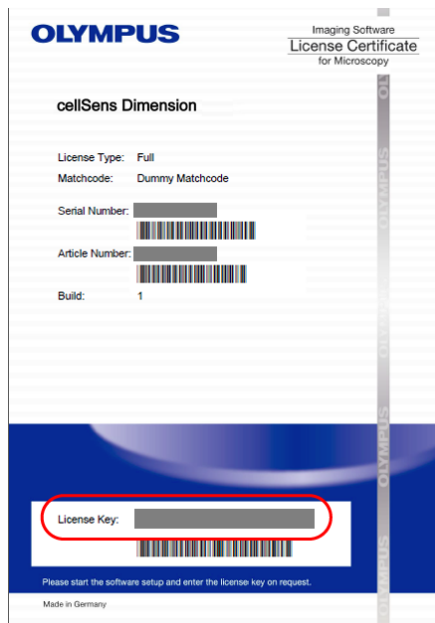 OLYMPUS
Imaging Software
License Certificate
for Microscopy
cellSens Dimension
License Type: Full
Matchcode: Dummy Matchcode
Serial Number:
Article Number:
Build: 1
OLYMPUS
OLYMPUS
OLYMPUS
OLYMPUS
License Key:
Please start the software setup and enter the license key on request.
Made in Germany